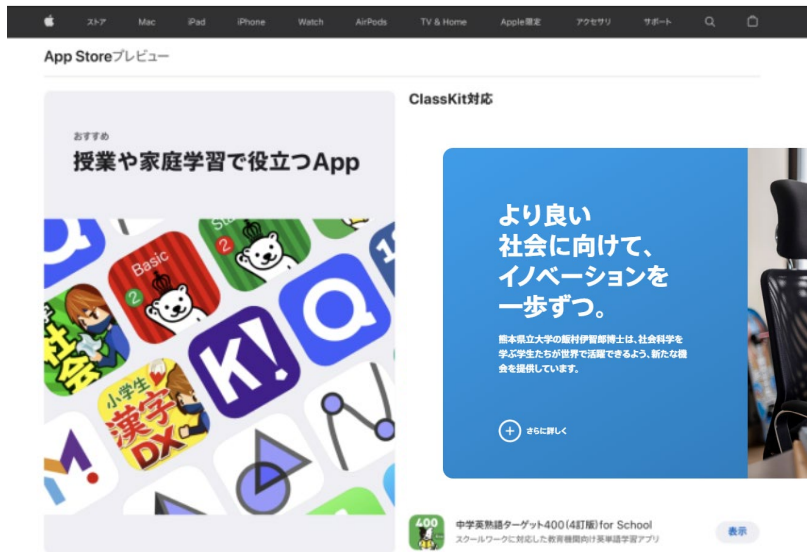 ストア Mac iPad iPhone Watch AirPods TV & Home Apple限定 アクセサリ サポート
App Storeプレビュー
おすすめ
授業や家庭学習で役立つApp
Basic
2
2
社会
小学生
漢字
DX
K!
ClassKit対応
より良い
社会に向けて、
イノベーションを
一歩ずつ。
熊本県立大学の飯村伊智郎博士は、社会科学を
学ぶ学生たちが世界で活躍できるよう、新たな機
会を提供しています。
さらに詳しく
400
中学英熟語ターゲット400(4訂版)for School
スクールワークに対応した教育機関向け英単語学習アプリ
表示